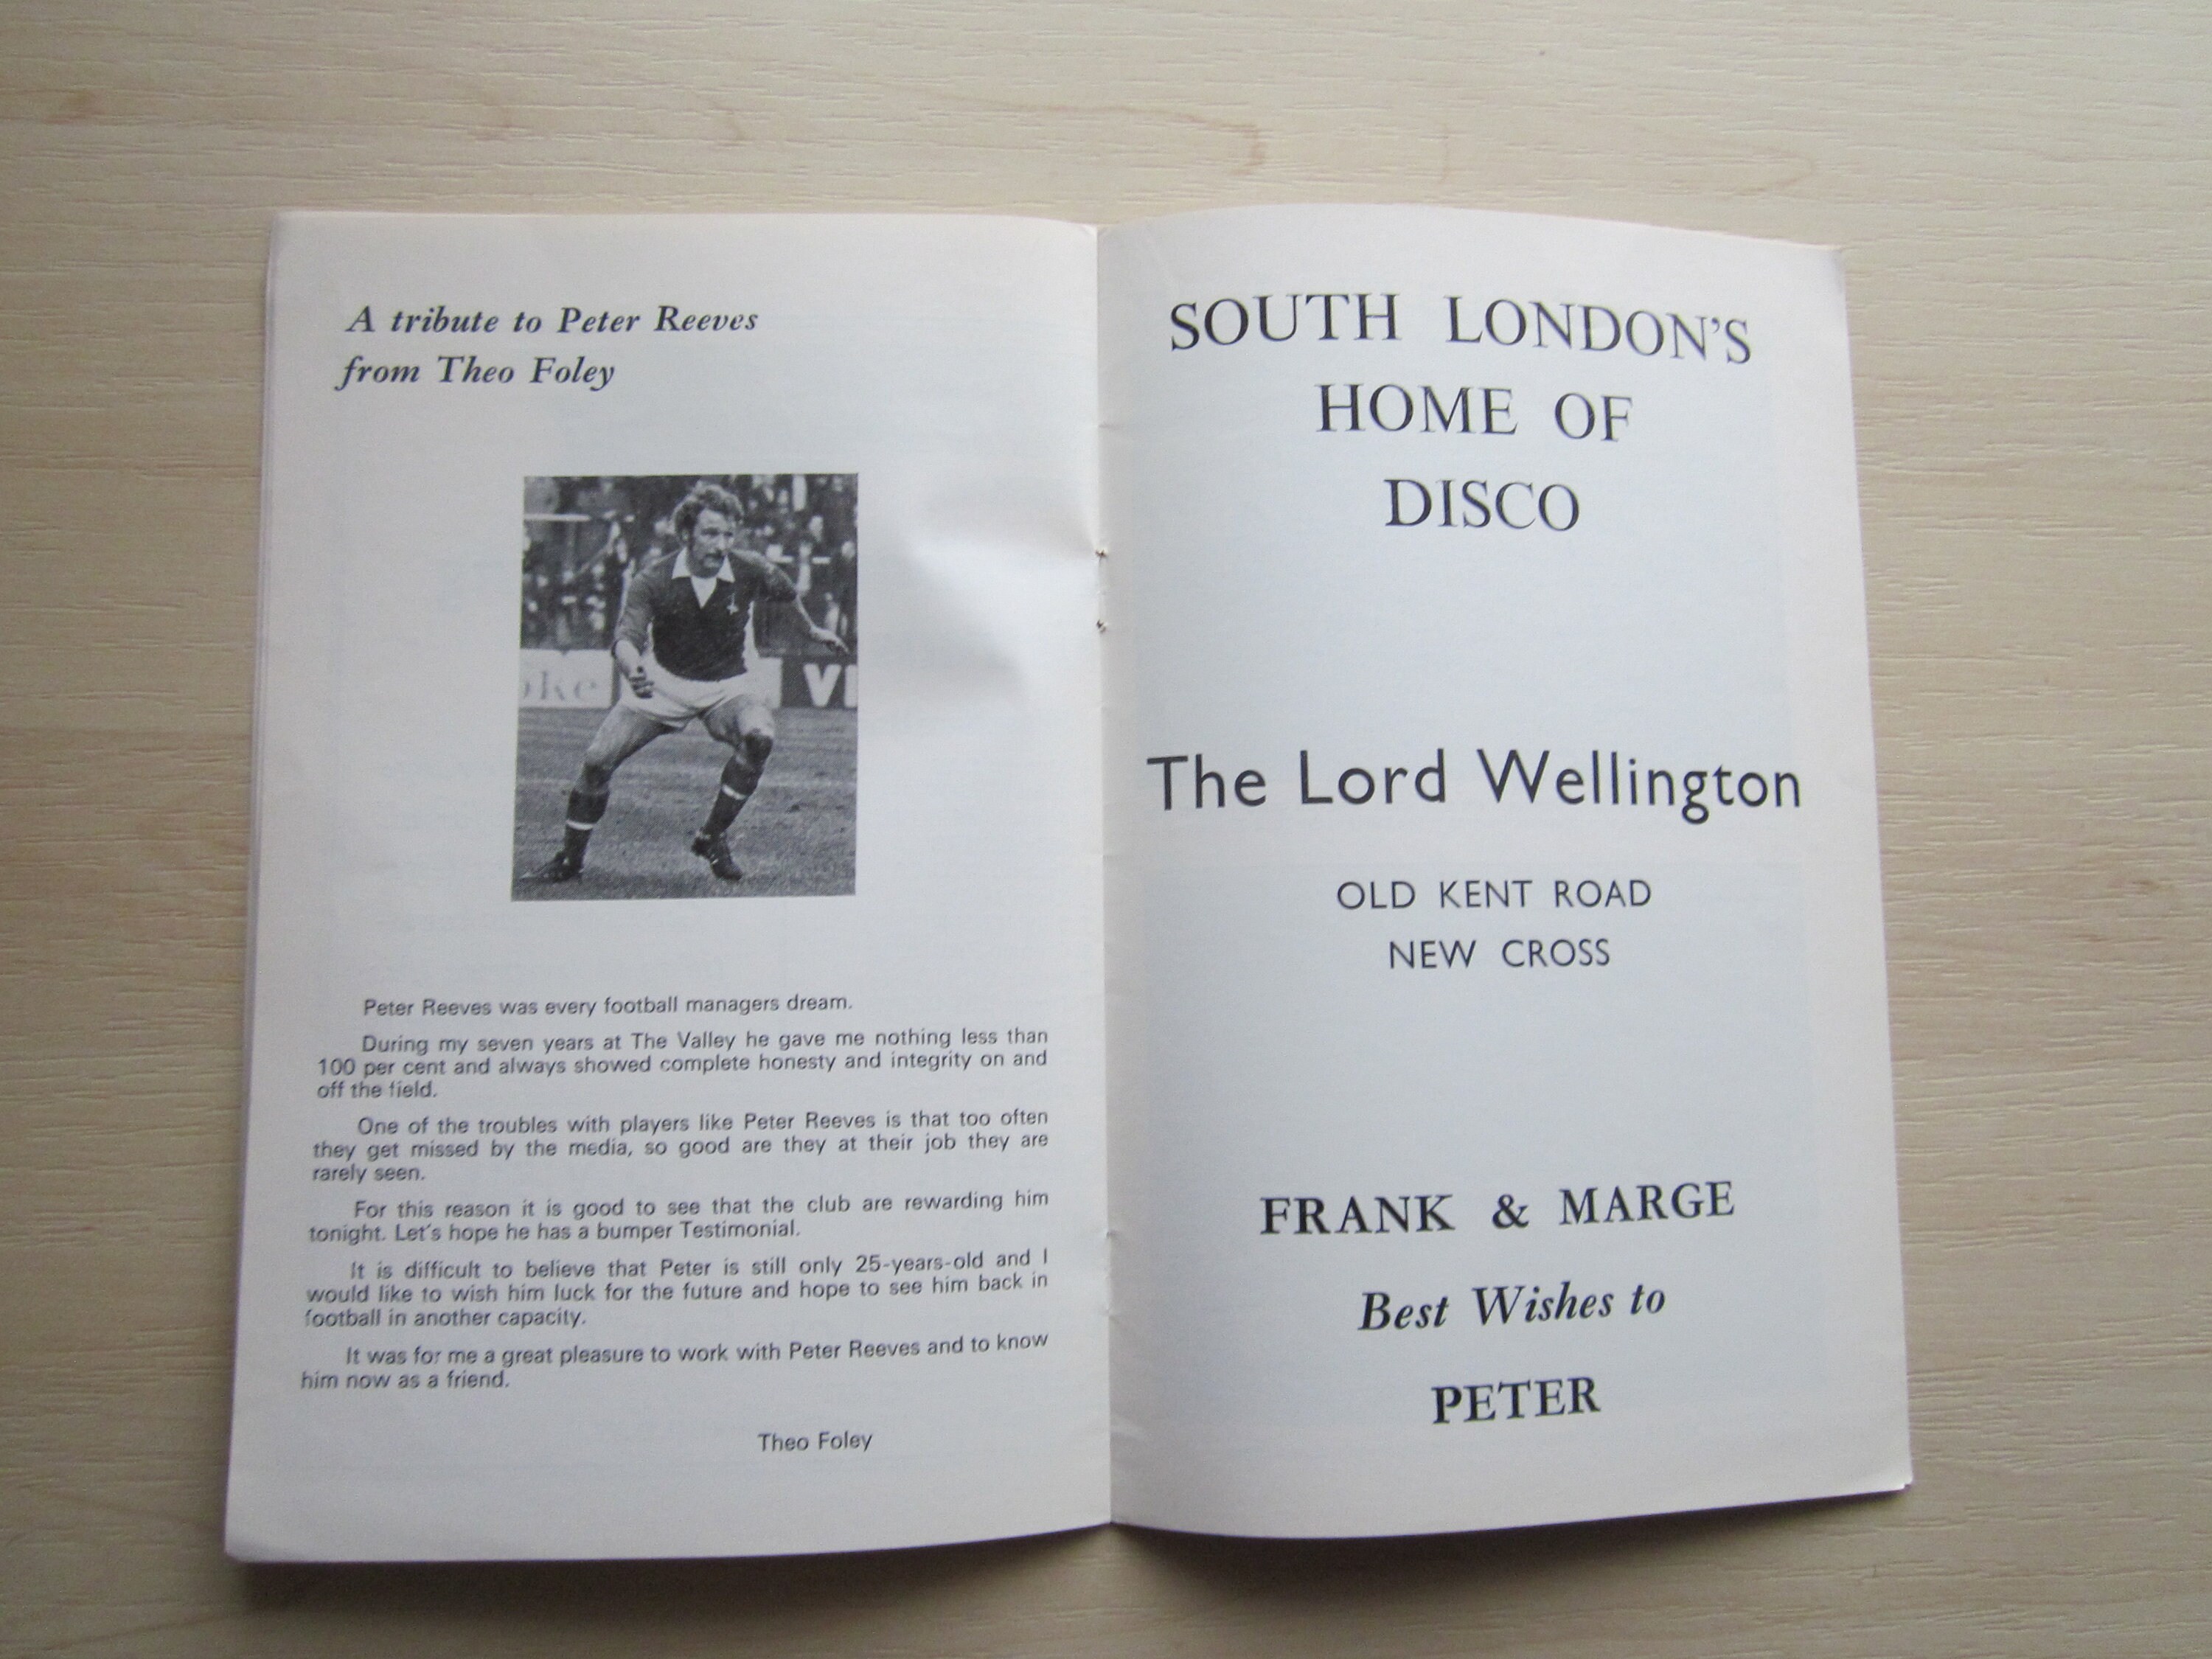 A tribute to Peter Reeves
from Theo Foley
oke
VI
Peter Reeves was every football managers dream.
During my seven years at The Valley he gave me nothing less than
100 per cent and always showed complete honesty and integrity on and
off the field.
One of the troubles with players like Peter Reeves is that too often
they get missed by the media, so good are they at their job they are
rarely seen.
For this reason it is good to see that the club are rewarding him
tonight. Let's hope he has a bumper Testimonial.
It is difficult to believe that Peter is still only 25-years-old and I
would like to wish him luck for the future and hope to see him back in
football in another capacity.
It was for me a great pleasure to work with Peter Reeves and to know
him now as a friend.
Theo Foley
SOUTH LONDON'S
HOME OF
DISCO
The Lord Wellington
OLD KENT ROAD
NEW CROSS
FRANK & MARGE
Best Wishes to
PETER